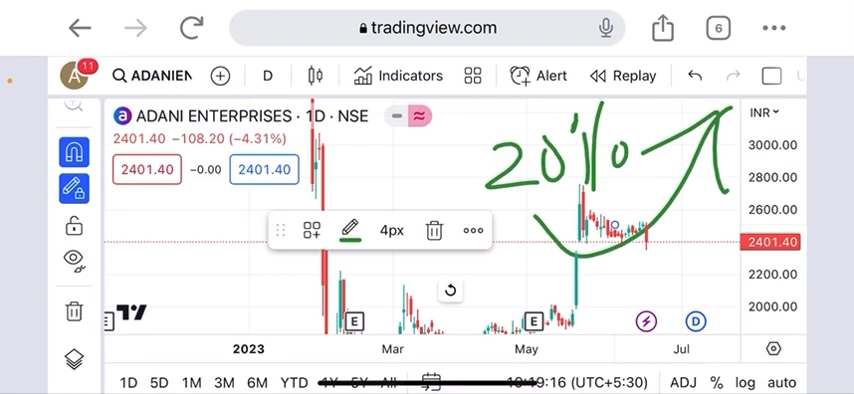 tradingview.com
6
A
11
ADANIEN
D
Indicators
Alert
Replay
a ADANI ENTERPRISES · 1D · NSE
INR
2401.40 −108.20 (−4.31%)
2401.40 −0.00 2401.40
20%
3000.00
2800.00
2600.00
4px
2401.40
2200.00
2000.00
E
E
D
E
2023
Mar
May
Jul
1D 5D 1M 3M 6M YTD 1Y 5Y All 10:19:16 (UTC+5:30) ADJ % log auto